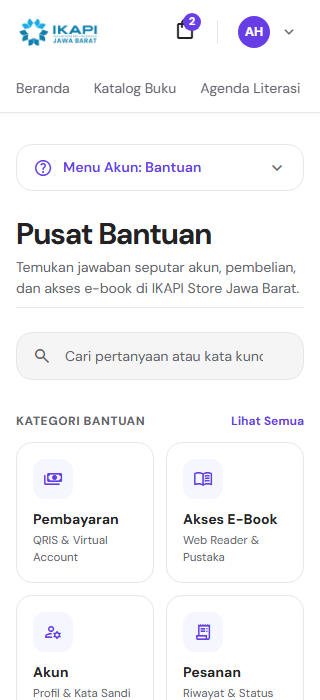 IKAPI
JAWA BARAT
2
AH
Beranda Katalog Buku Agenda Literasi
Menu Akun: Bantuan
Pusat Bantuan
Temukan jawaban seputar akun, pembelian,
dan akses e-book di IKAPI Store Jawa Barat.
Cari pertanyaan atau kata kunc
KATEGORI BANTUAN Lihat Semua
Pembayaran
QRIS & Virtual
Account
Akses E-Book
Web Reader &
Pustaka
Akun
Profil & Kata Sandi
Pesanan
Riwayat & Status